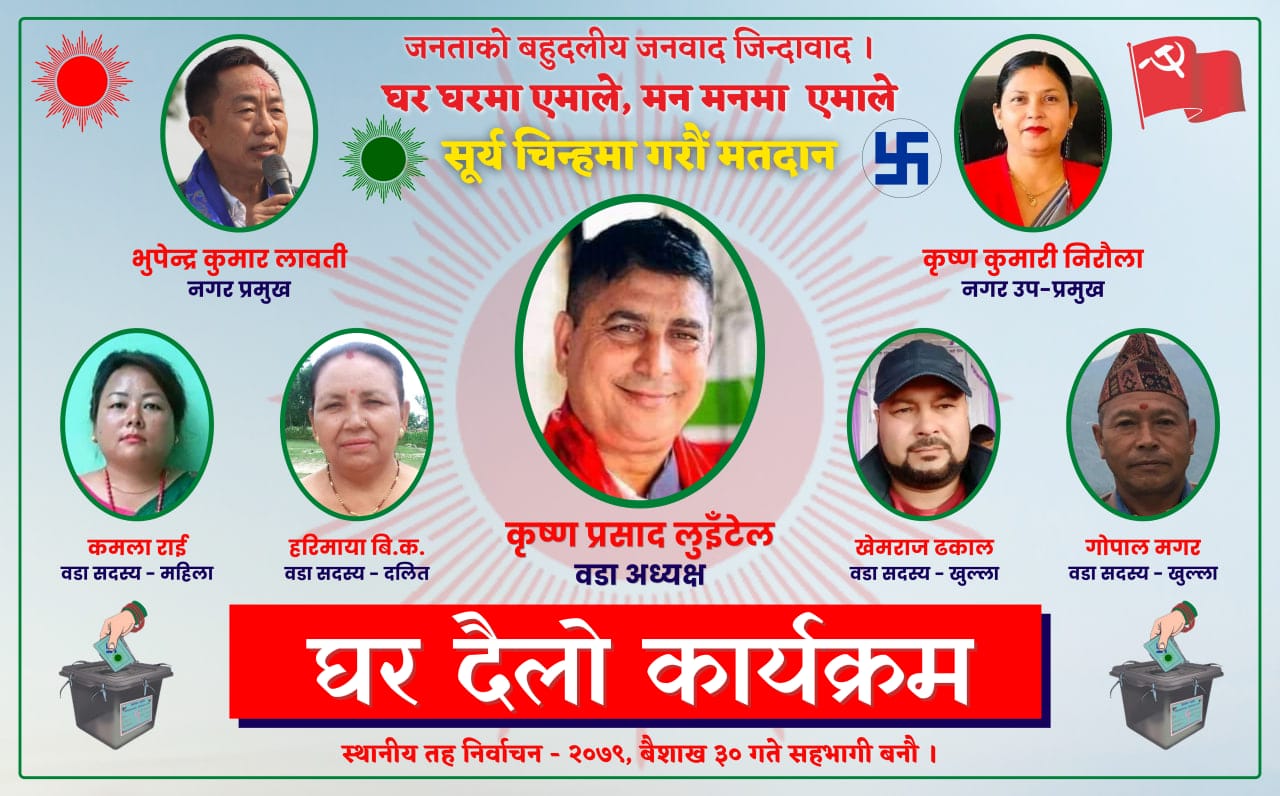 जनताको बहुदलीय जनवाद जिन्दावाद ।
घर घरमा एमाले, मन मनमा एमाले
सूर्य चिन्हमा गरौं मतदान
भुपेन्द्र कुमार लावती
नगर प्रमुख
कृष्ण कुमारी निरौला
नगर उप-प्रमुख
कमला राई
वडा सदस्य - महिला
हरिमाया बि.क.
वडा सदस्य - दलित
कृष्ण प्रसाद लुइँटेल
वडा अध्यक्ष
खेमराज ढकाल
वडा सदस्य - खुल्ला
गोपाल मगर
वडा सदस्य - खुल्ला
घर दैलो कार्यक्रम
स्थानीय तह निर्वाचन - २०७९, बैशाख ३० गते सहभागी बनौ ।